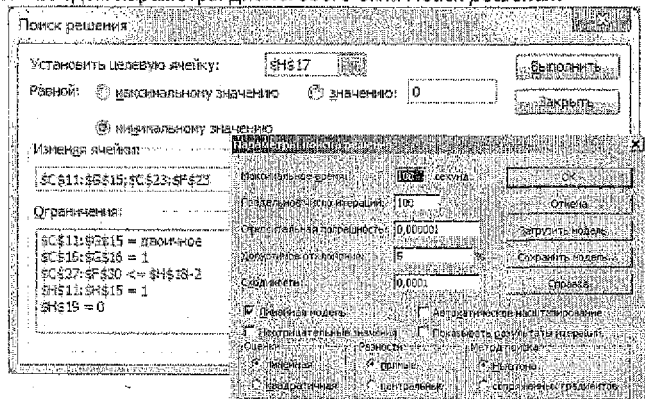 Поиск решения
Установить целевую ячейку: $H$17
Равной: максимальному значению значению: 0
минимальному значению
Выполнить
Закрыть
Изменяя ячейки:
$C$11:$G$15;$C$23:$F$23
Ограничения:
$C$11:$G$15 = двоичное
$C$16:$G$16 = 1
$C$27:$F$30 <= $H$18-2
$H$11:$H$15 = 1
$H$19 = 0
Параметры поиска решения
Максимальное время: секунд
Предельное число итераций: 100
Относительная погрешность: 0,000001
Допустимое отклонение: 5 %
Сходимость: 0,0001
OK
Отмена
Загрузить модель...
Сохранить модель...
Справка
Линейная модель
Автоматическое масштабирование
Неотрицательные значения
Показывать результаты итераций
Оценки
линейная
квадратичная
Разности
прямые
центральные
Метод поиска
Ньютона
сопряженных градиентов